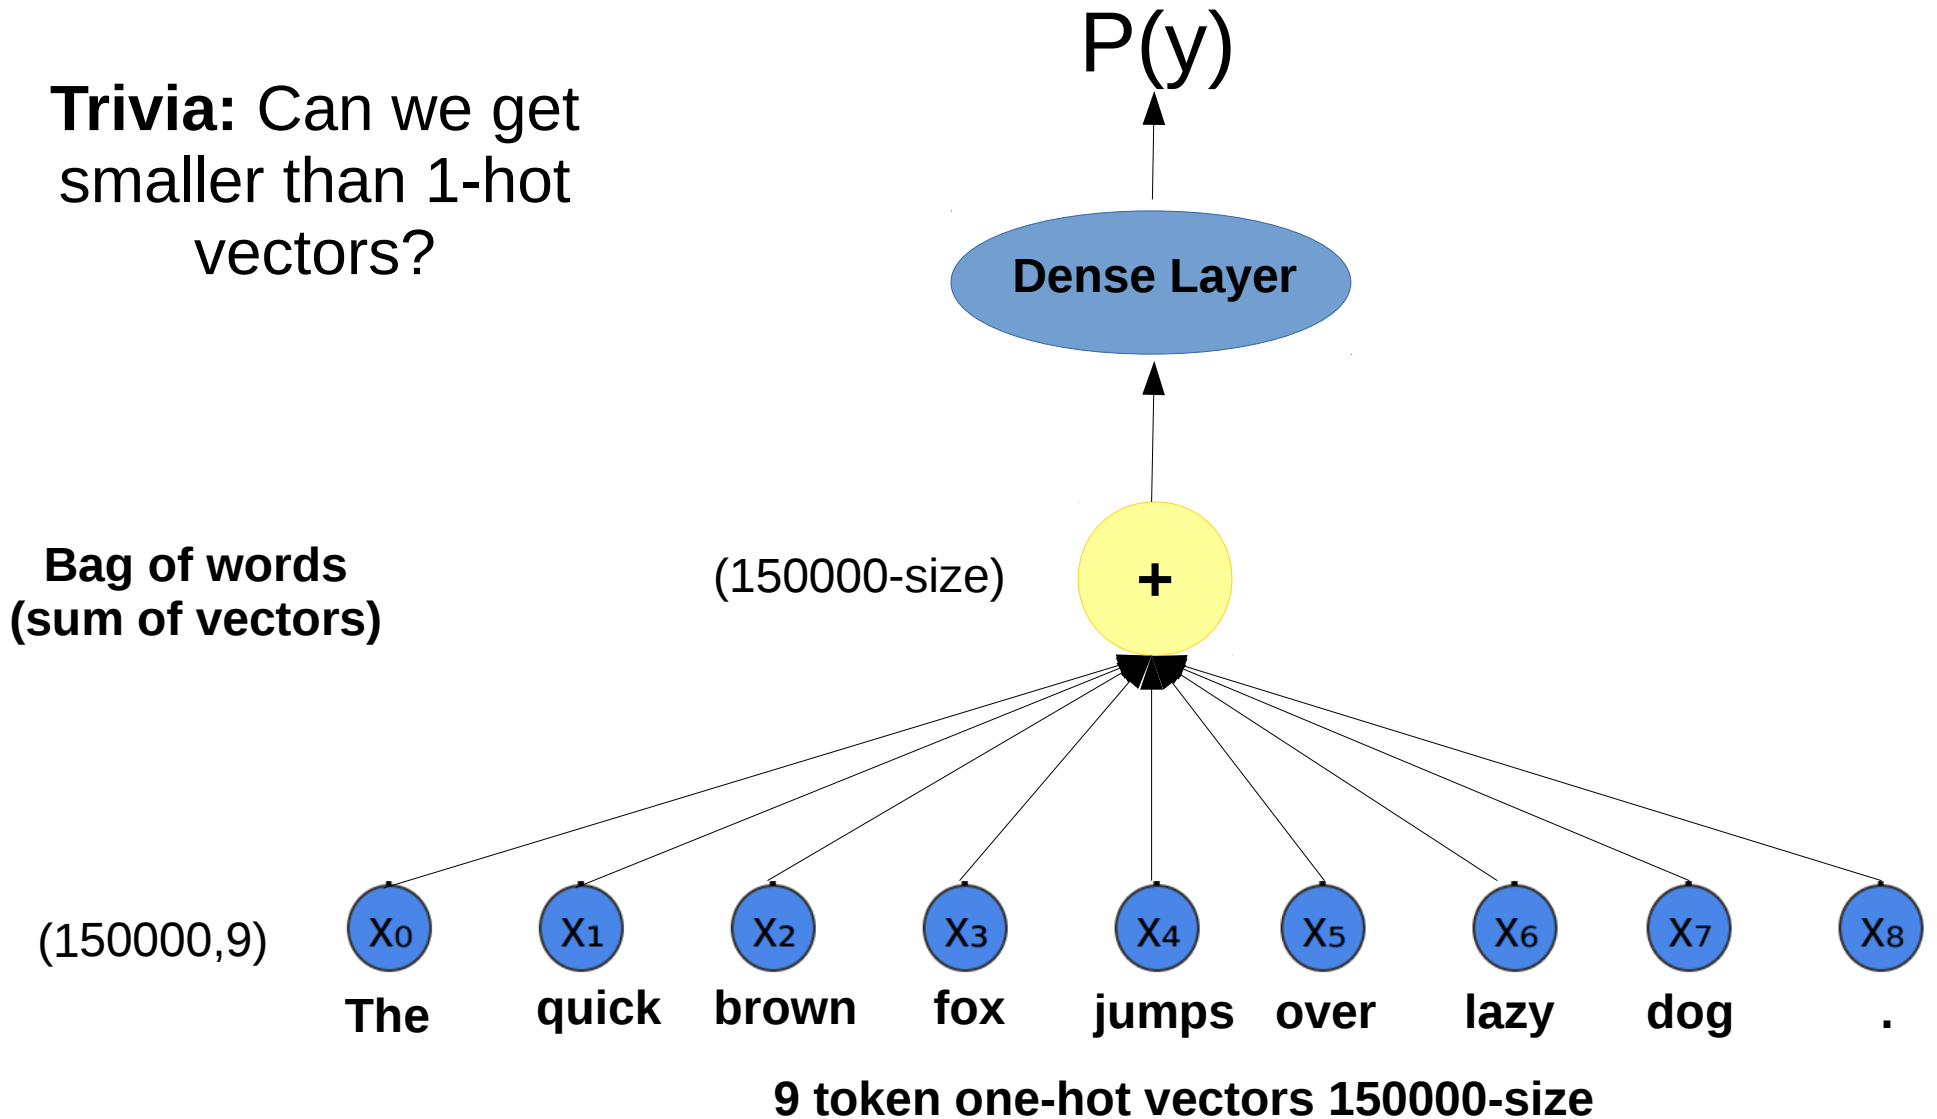 P(y)
Trivia: Can we get
smaller than 1-hot
vectors?
Dense Layer
Bag of words
(sum of vectors)
(150000-size)
+
(150000,9)
X₀ X₁ X₂ X₃ X₄ X₅ X₆ X₇ X₈
The quick brown fox jumps over lazy dog .
9 token one-hot vectors 150000-size